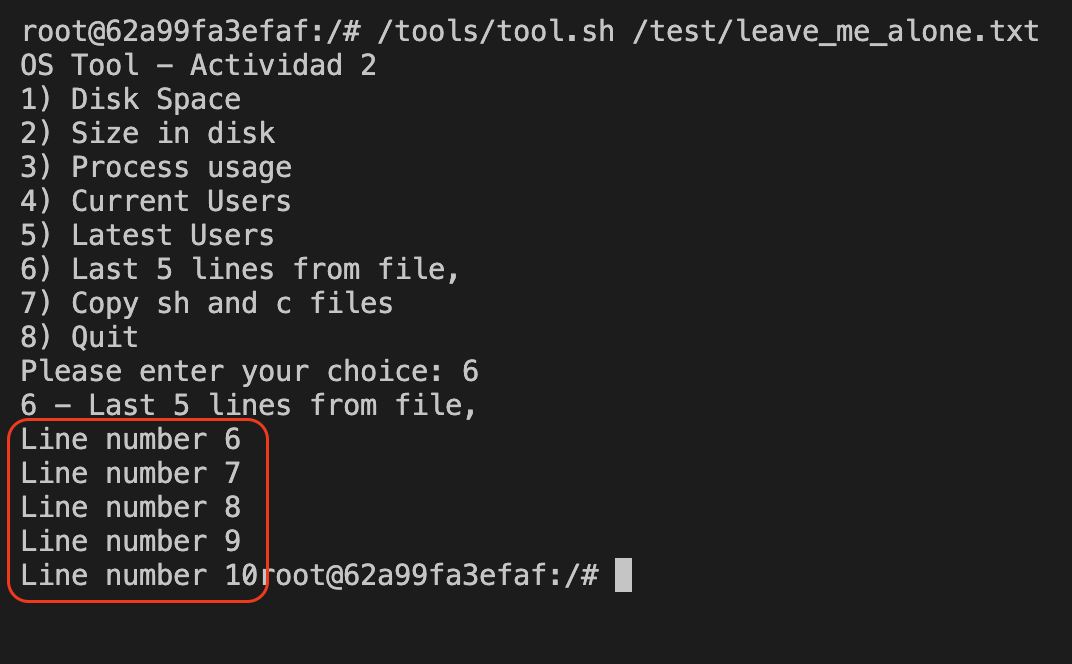 root@62a99fa3efaf:/# /tools/tool.sh /test/leave_me_alone.txt
OS Tool – Actividad 2
1) Disk Space
2) Size in disk
3) Process usage
4) Current Users
5) Latest Users
6) Last 5 lines from file,
7) Copy sh and c files
8) Quit
Please enter your choice: 6
6 – Last 5 lines from file,
Line number 6
Line number 7
Line number 8
Line number 9
Line number 10root@62a99fa3efaf:/#